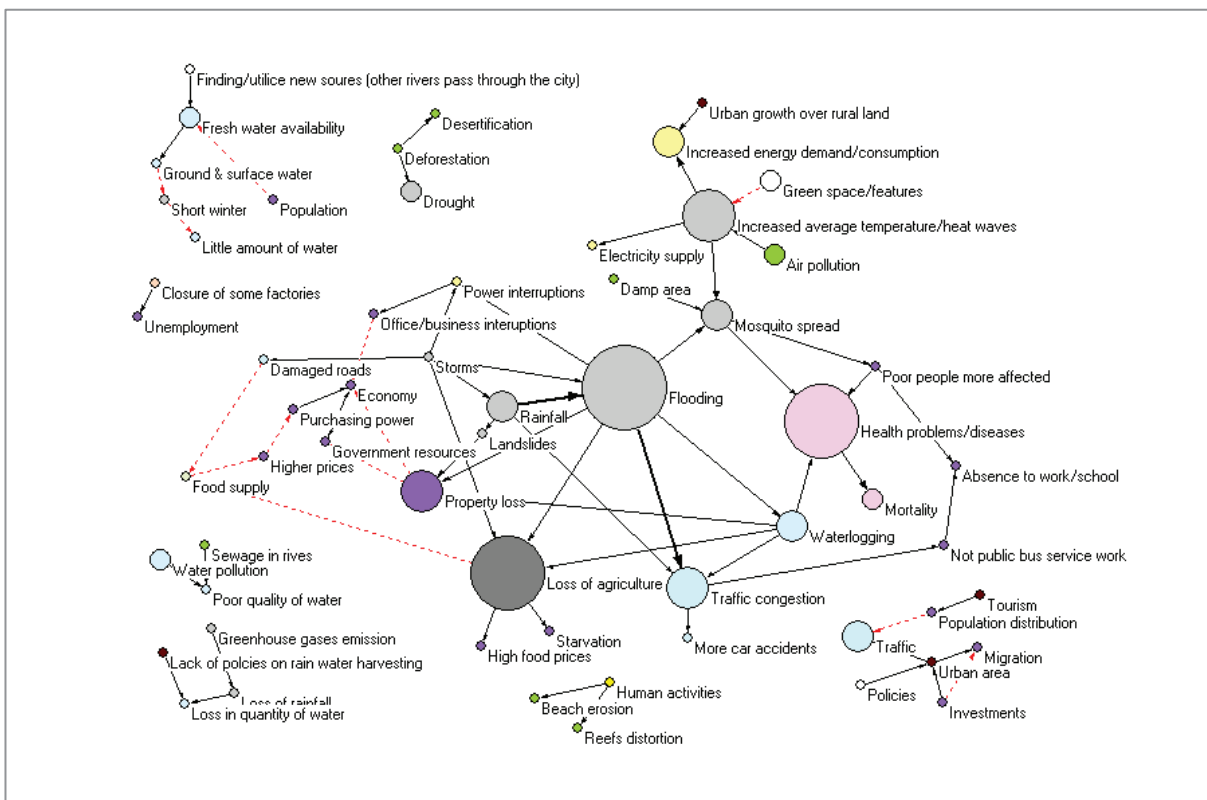 Finding/utilice new soures (other rivers pass through the city)
Fresh water availability
Ground & surface water
Short winter
Population
Little amount of water
Desertification
Deforestation
Drought
Urban growth over rural land
Increased energy demand/consumption
Green space/features
Increased average temperature/heat waves
Electricity supply
Air pollution
Damp area
Mosquito spread
Closure of some factories
Unemployment
Power interruptions
Office/business interuptions
Damaged roads
Storms
Economy
Purchasing power
Rainfall
Flooding
Poor people more affected
Health problems/diseases
Government resources
Landslides
Higher prices
Food supply
Property loss
Absence to work/school
Mortality
Waterlogging
Not public bus service work
Sewage in rives
Water pollution
Poor quality of water
Loss of agriculture
Traffic congestion
Starvation
High food prices
More car accidents
Tourism
Population distribution
Traffic
Migration
Urban area
Policies
Investments
Greenhouse gases emission
Lack of polcies on rain water harvesting
Loss of rainfall
Loss in quantity of water
Human activities
Beach erosion
Reefs distortion